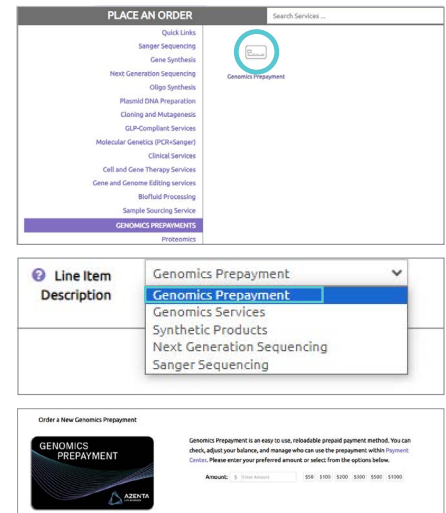 PLACE AN ORDER
Search Services ...
Quick Links
Sanger Sequencing
Gene Synthesis
Next Generation Sequencing
Oligo Synthesis
Plasmid DNA Preparation
Cloning and Mutagenesis
GLP-Compliant Services
Molecular Genetics (PCR+Sanger)
Clinical Services
Cell and Gene Therapy Services
Gene and Genome Editing services
Biofluid Processing
Sample Sourcing Service
GENOMICS PREPAYMENTS
Proteomics
Genomics Prepayment
Line Item
Description
Genomics Prepayment
Genomics Prepayment
Genomics Services
Synthetic Products
Next Generation Sequencing
Sanger Sequencing
Order a New Genomics Prepayment
GENOMICS
PREPAYMENT
AZENTA
Genomics Prepayment is an easy to use, reloadable prepaid payment method. You can
check, adjust your balance, and manage who can use the prepayment within Payment
Center. Please enter your preferred amount or select from the options below.
Amount: $ Enter Amount $50 $100 $200 $300 $500 $1000